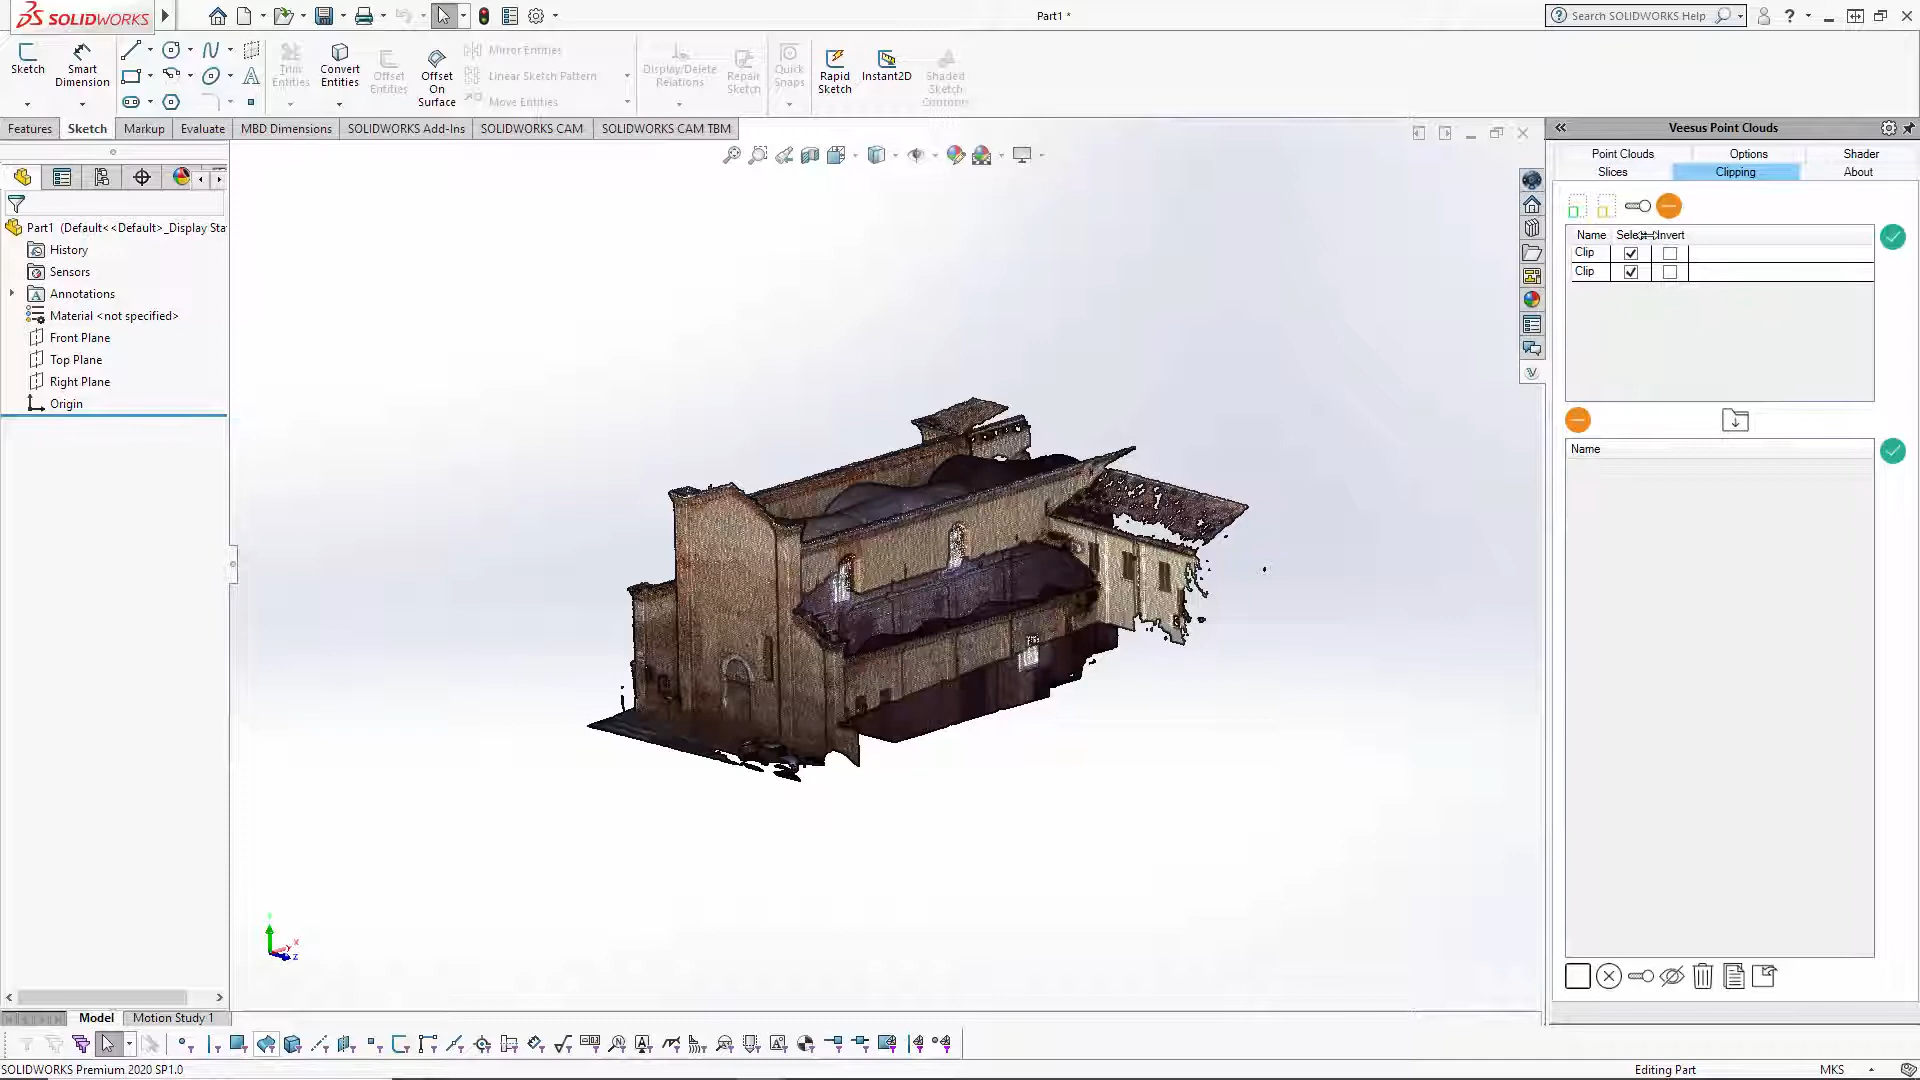 SOLIDWORKS
Part1 *
Search SOLIDWORKS Help
Sketch
Smart
Dimension
Trim
Entities
Convert
Entities
Offset
Entities
Offset
On
Surface
Mirror Entities
Linear Sketch Pattern
Move Entities
Display/Delete
Relations
Repair
Sketch
Quick
Snaps
Rapid
Sketch
Instant2D
Shaded
Sketch
Contours
Features
Sketch
Markup
Evaluate
MBD Dimensions
SOLIDWORKS Add-Ins
SOLIDWORKS CAM
SOLIDWORKS CAM TBM
Part1 (Default<<Default>_Display Sta
History
Sensors
Annotations
Material <not specified>
Front Plane
Top Plane
Right Plane
Origin
Veesus Point Clouds
Point Clouds
Options
Shader
Slices
Clipping
About
Name Select Invert
Clip
Clip
Name
Y
X
Z
Model
Motion Study 1
SOLIDWORKS Premium 2020 SP1.0
Editing Part
MKS